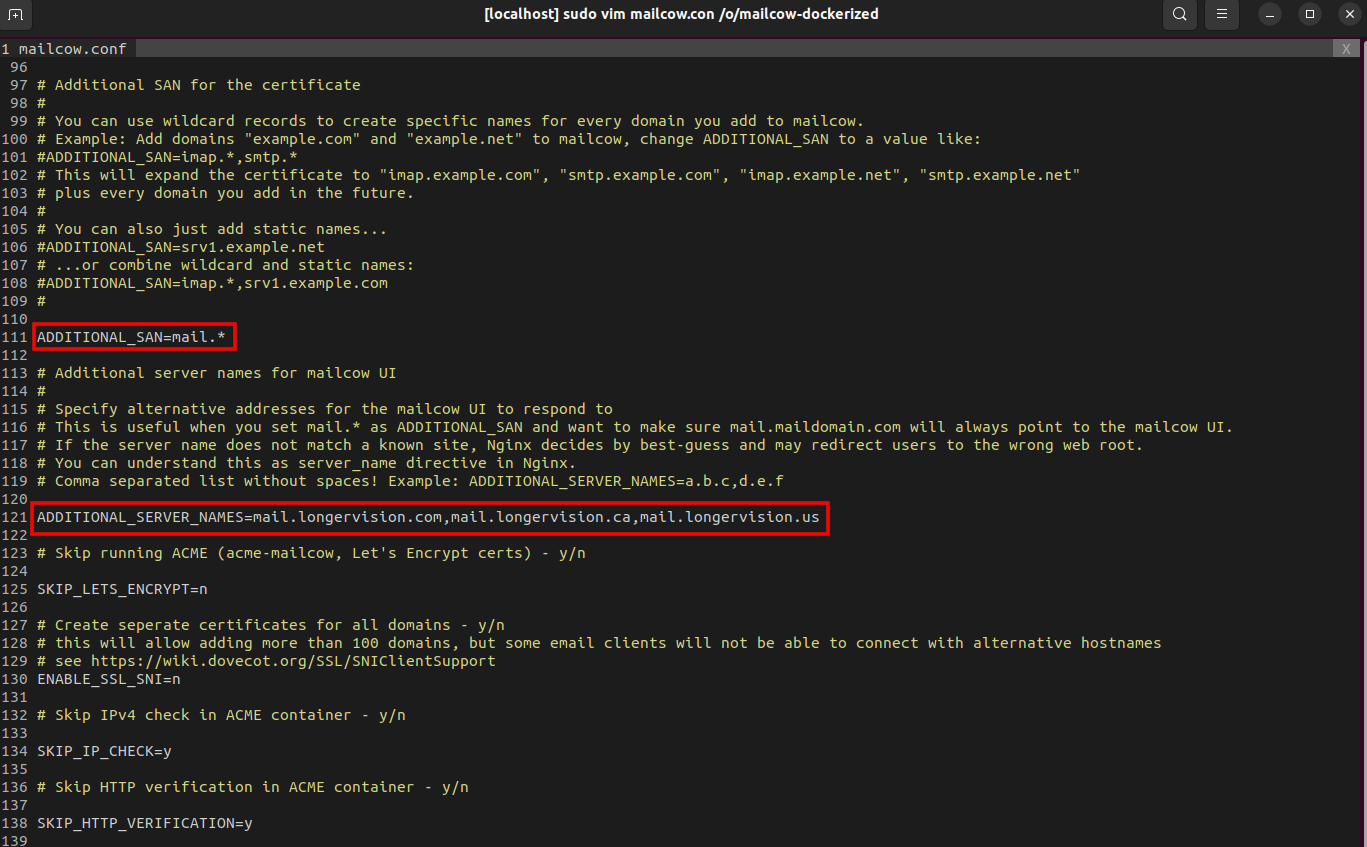 [localhost] sudo vim mailcow.con /o/mailcow-dockerized
1 mailcow.conf X
96
97 # Additional SAN for the certificate
98 #
99 # You can use wildcard records to create specific names for every domain you add to mailcow.
100 # Example: Add domains "example.com" and "example.net" to mailcow, change ADDITIONAL_SAN to a value like:
101 #ADDITIONAL_SAN=imap.*,smtp.*
102 # This will expand the certificate to "imap.example.com", "smtp.example.com", "imap.example.net", "smtp.example.net"
103 # plus every domain you add in the future.
104 #
105 # You can also just add static names...
106 #ADDITIONAL_SAN=srv1.example.net
107 # ...or combine wildcard and static names:
108 #ADDITIONAL_SAN=imap.*,srv1.example.com
109 #
110
111 ADDITIONAL_SAN=mail.*
112
113 # Additional server names for mailcow UI
114 #
115 # Specify alternative addresses for the mailcow UI to respond to
116 # This is useful when you set mail.* as ADDITIONAL_SAN and want to make sure mail.maildomain.com will always point to the mailcow UI.
117 # If the server name does not match a known site, Nginx decides by best-guess and may redirect users to the wrong web root.
118 # You can understand this as server_name directive in Nginx.
119 # Comma separated list without spaces! Example: ADDITIONAL_SERVER_NAMES=a.b.c,d.e.f
120
121 ADDITIONAL_SERVER_NAMES=mail.longervision.com,mail.longervision.ca,mail.longervision.us
122
123 # Skip running ACME (acme-mailcow, Let's Encrypt certs) - y/n
124
125 SKIP_LETS_ENCRYPT=n
126
127 # Create seperate certificates for all domains - y/n
128 # this will allow adding more than 100 domains, but some email clients will not be able to connect with alternative hostnames
129 # see https://wiki.dovecot.org/SSL/SNIClientSupport
130 ENABLE_SSL_SNI=n
131
132 # Skip IPv4 check in ACME container - y/n
133
134 SKIP_IP_CHECK=y
135
136 # Skip HTTP verification in ACME container - y/n
137
138 SKIP_HTTP_VERIFICATION=y
139